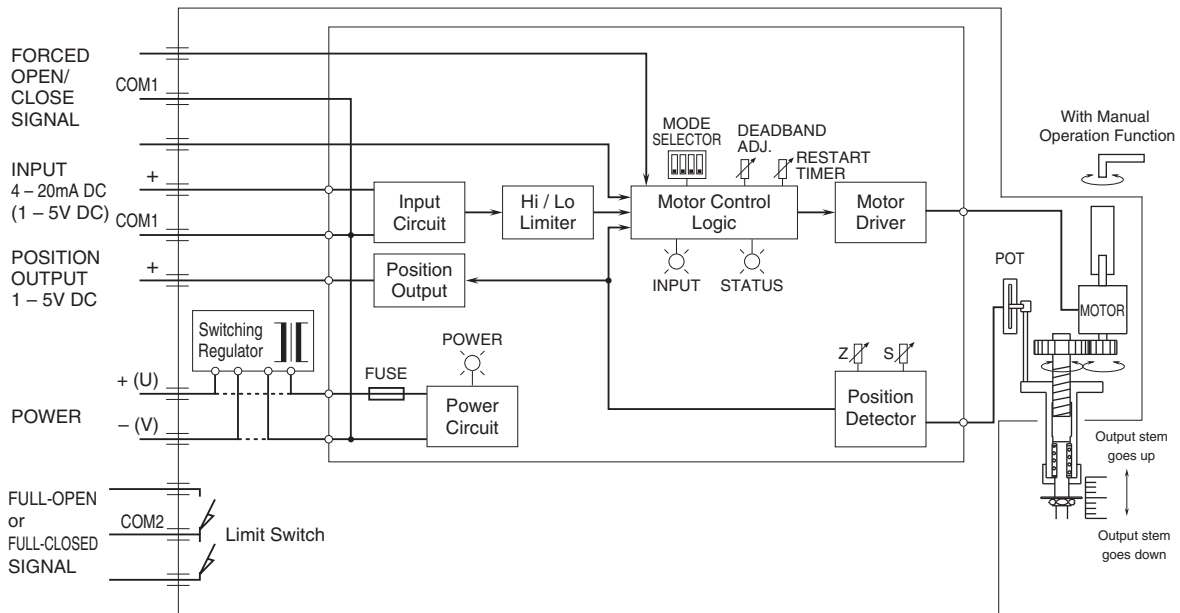 FORCED
OPEN/
CLOSE
SIGNAL
COM1
INPUT
4 – 20mA DC
(1 – 5V DC)
+
COM1
POSITION
OUTPUT
1 – 5V DC
+
Input
Circuit
Hi / Lo
Limiter
MODE
SELECTOR
DEADBAND
ADJ.
RESTART
TIMER
Motor Control
Logic
Motor
Driver
INPUT
STATUS
Position
Output
With Manual
Operation Function
POT
MOTOR
Switching
Regulator
POWER
FUSE
Power
Circuit
Z
S
Position
Detector
+ (U)
POWER
– (V)
Output stem
goes up
Output stem
goes down
FULL-OPEN
or
FULL-CLOSED
SIGNAL
COM2
Limit Switch